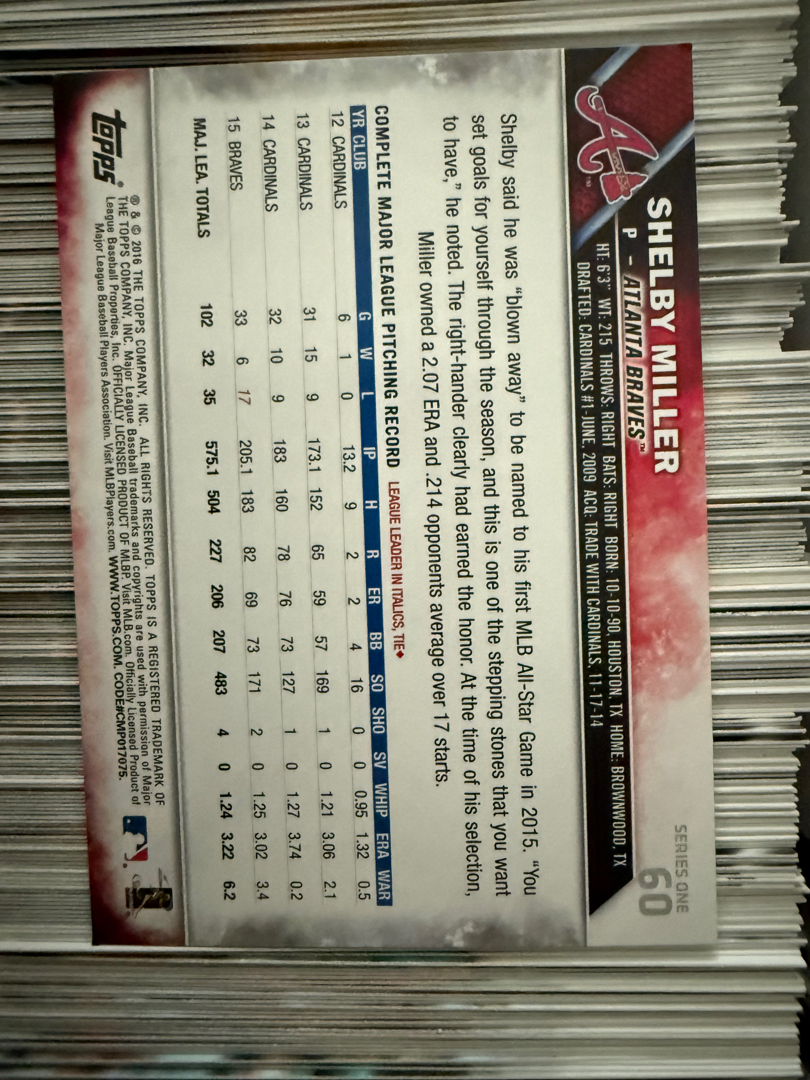 SERIES ONE
60
SHELBY MILLER
P - ATLANTA BRAVES™
HT: 6'3" WT: 215 THROWS: RIGHT BATS: RIGHT BORN: 10-10-90, HOUSTON, TX HOME: BROWNWOOD, TX
DRAFTED: CARDINALS #1-JUNE, 2009 ACQ: TRADE WITH CARDINALS, 11-17-14
Shelby said he was “blown away” to be named to his first MLB All-Star Game in 2015. “You
set goals for yourself through the season, and this is one of the stepping stones that you want
to have,” he noted. The right-hander clearly had earned the honor. At the time of his selection,
Miller owned a 2.07 ERA and .214 opponents average over 17 starts.
COMPLETE MAJOR LEAGUE PITCHING RECORD LEAGUE LEADER IN ITALICS, TIE♦
YR CLUB G W L IP H R ER BB SO SHO SV WHIP ERA WAR
12 CARDINALS 6 1 0 13.2 9 2 2 4 16 0 0 0.95 1.32 0.5
13 CARDINALS 31 15 9 173.1 152 65 59 57 169 1 0 1.21 3.06 2.1
14 CARDINALS 32 10 9 183 160 78 76 73 127 1 0 1.27 3.74 0.2
15 BRAVES 33 6 17 205.1 183 82 69 73 171 2 0 1.25 3.02 3.4
MAJ. LEA. TOTALS 102 32 35 575.1 504 227 206 207 483 4 0 1.24 3.22 6.2
topps®
® & © 2016 THE TOPPS COMPANY, INC. ALL RIGHTS RESERVED. TOPPS IS A REGISTERED TRADEMARK OF
THE TOPPS COMPANY, INC. Major League Baseball trademarks and copyrights are used with permission of Major
League Baseball Properties, Inc. OFFICIALLY LICENSED PRODUCT OF MLBP. Visit MLB.com. Officially Licensed Product of
Major League Baseball Players Association. Visit MLBPlayers.com. WWW.TOPPS.COM. CODE#CMP017075.